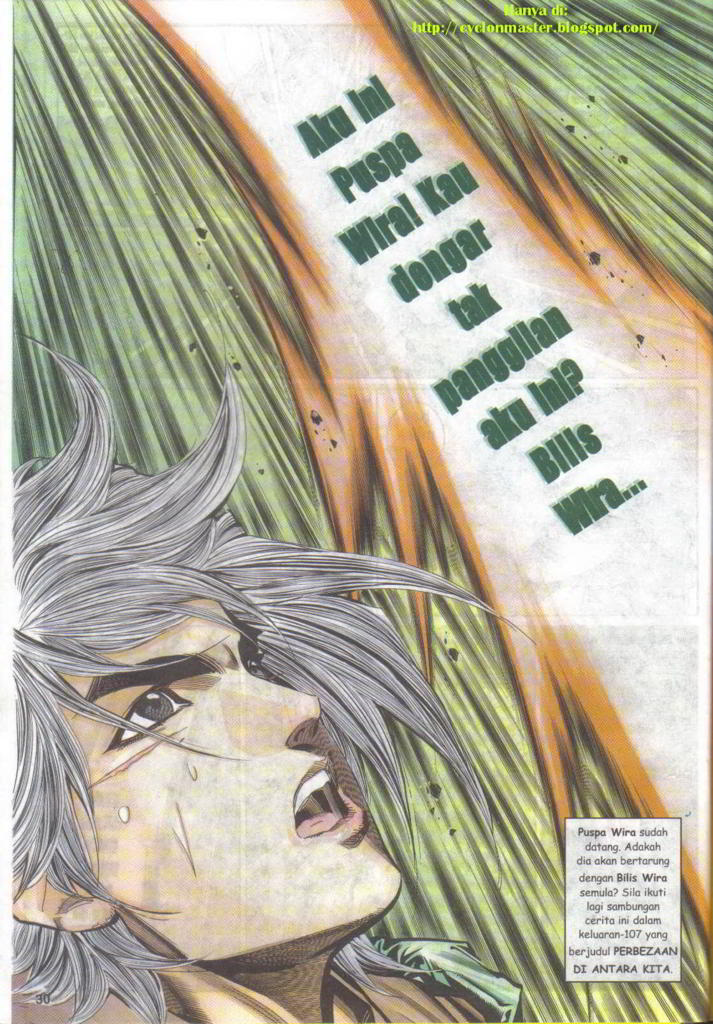 Hanya di:
http://cyclonmaster.blogspot.com/
Aku ini
Puspa
Wira! Kau
dengar
tak
panggilan
aku ini?
Bilis
Wira...
Puspa Wira sudah
datang. Adakah
dia akan bertarung
dengan Bilis Wira
semula? Sila ikuti
lagi sambungan
cerita ini dalam
keluaran-107 yang
berjudul PERBEZAAN
DI ANTARA KITA.
30